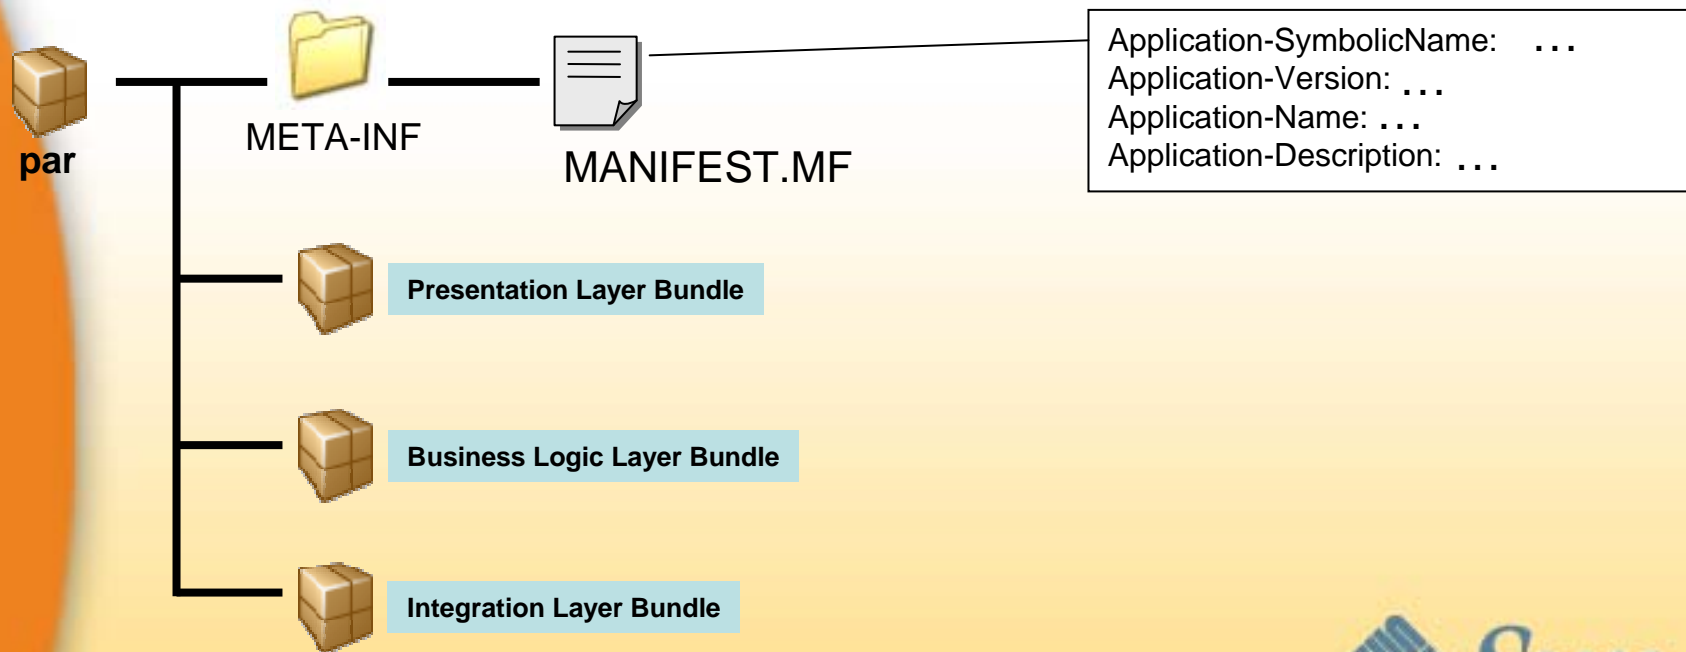 par
META-INF
MANIFEST.MF
Application-SymbolicName: ...
Application-Version: ...
Application-Name: ...
Application-Description: ...
Presentation Layer Bundle
Business Logic Layer Bundle
Integration Layer Bundle